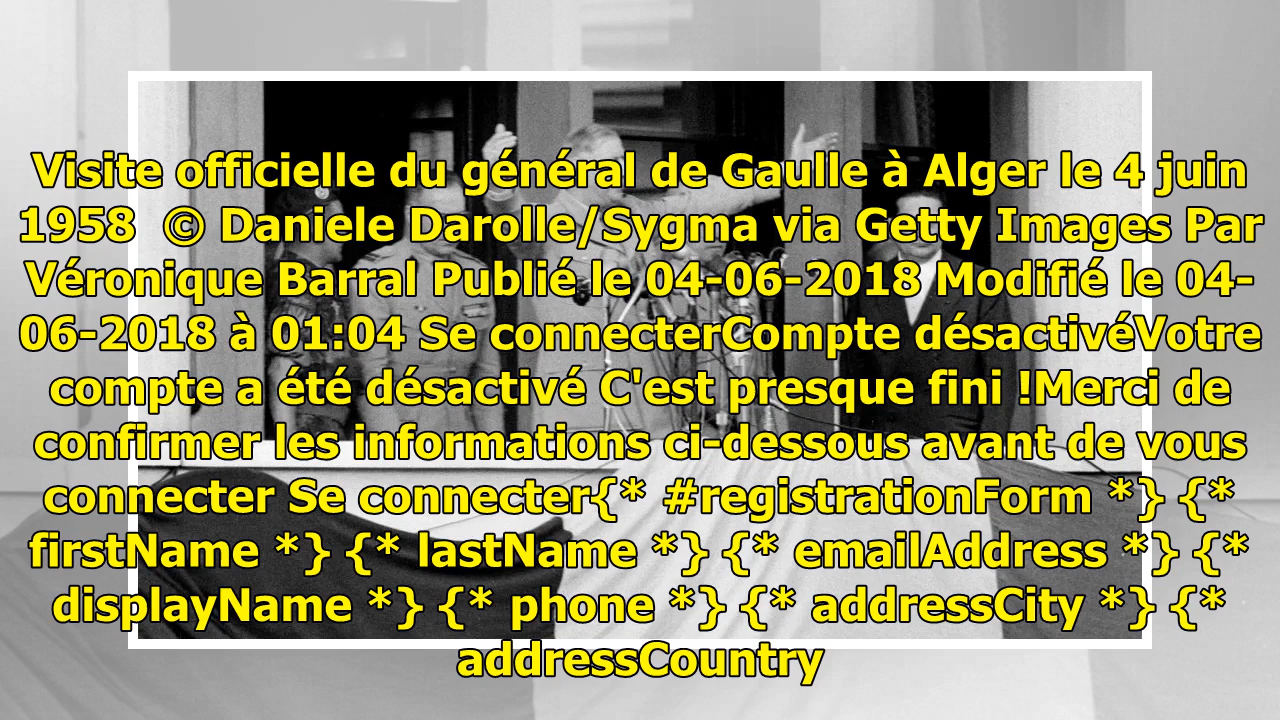 Visite officielle du général de Gaulle à Alger le 4 juin
1958  © Daniele Darolle/Sygma via Getty Images Par
Véronique Barral Publié le 04-06-2018 Modifié le 04-
06-2018 à 01:04 Se connecterCompte désactivéVotre
compte a été désactivé C'est presque fini !Merci de
confirmer les informations ci-dessous avant de vous
connecter Se connecter{* #registrationForm *} {*
firstName *} {* lastName *} {* emailAddress *} {*
displayName *} {* phone *} {* addressCity *} {*
addressCountry